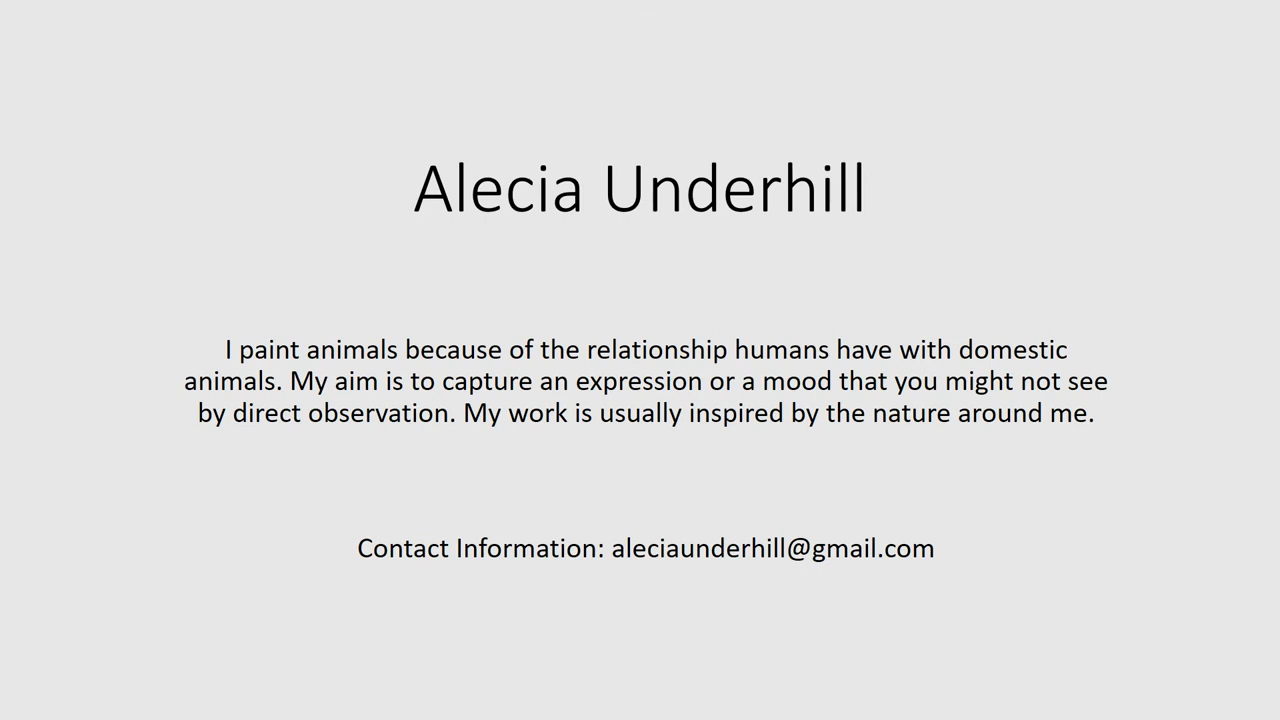 Alecia Underhill
I paint animals because of the relationship humans have with domestic
animals. My aim is to capture an expression or a mood that you might not see
by direct observation. My work is usually inspired by the nature around me.
Contact Information: aleciaunderhill@gmail.com